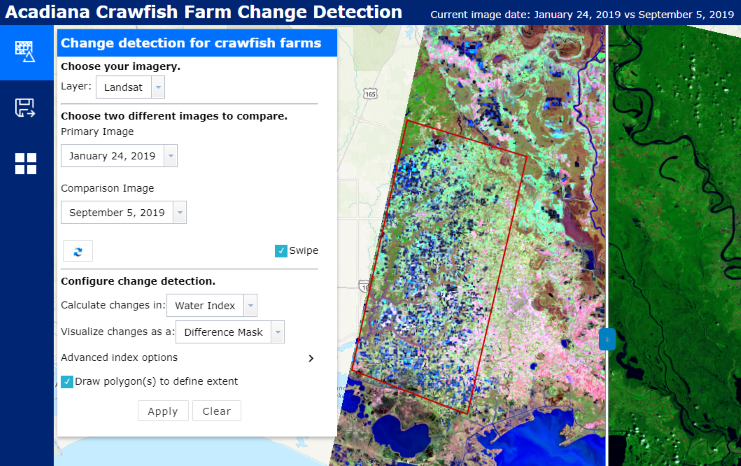 Acadiana Crawfish Farm Change Detection
Current image date: January 24, 2019 vs September 5, 2019
Change detection for crawfish farms
Choose your imagery.
Layer: Landsat
Choose two different images to compare.
Primary Image
January 24, 2019
Comparison Image
September 5, 2019
Swipe
Configure change detection.
Calculate changes in: Water Index
Visualize changes as a: Difference Mask
Advanced index options
Draw polygon(s) to define extent
Apply Clear
165